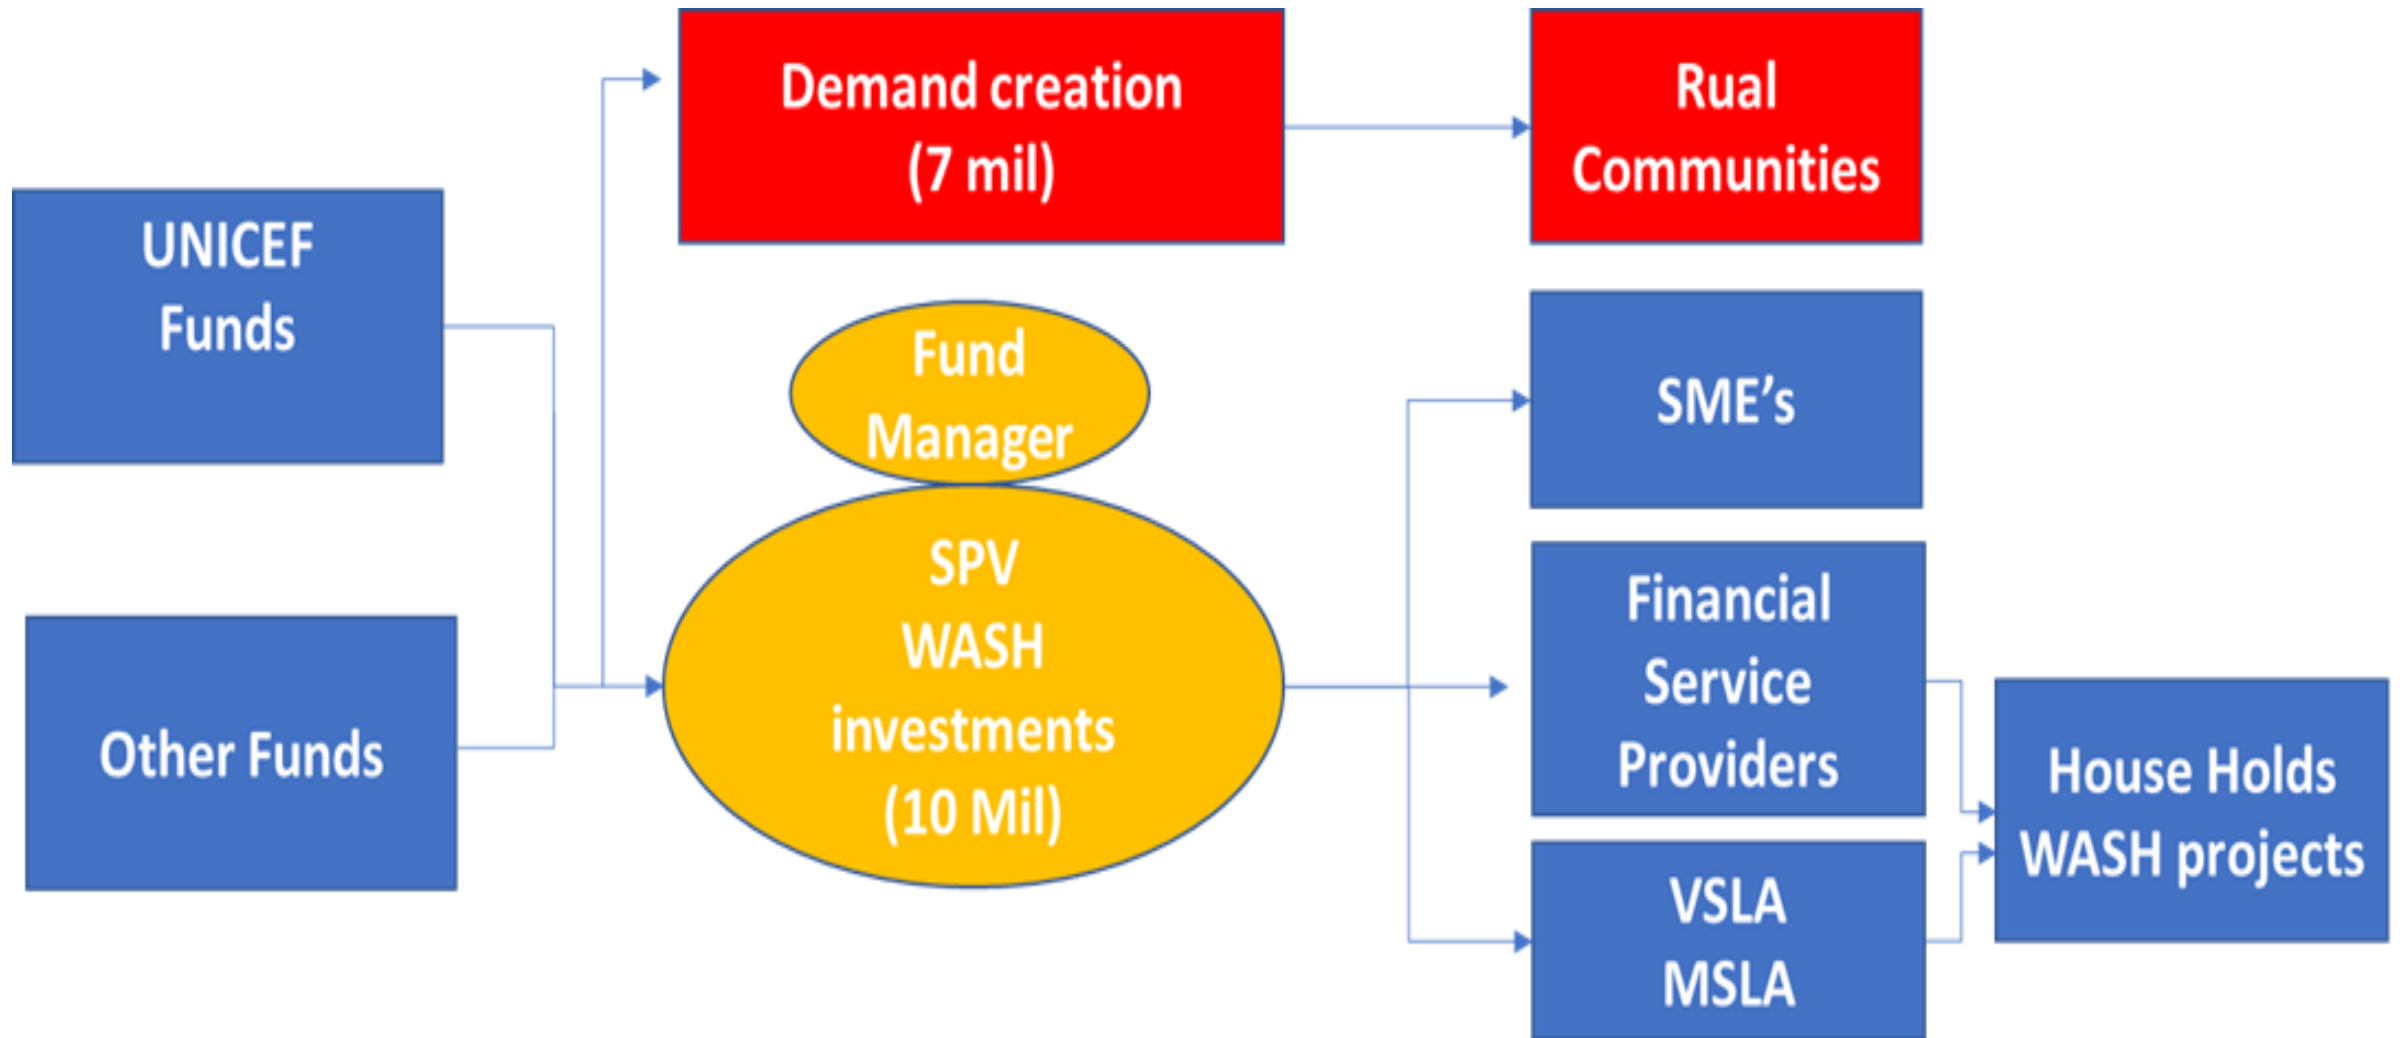 Demand creation
(7 mil)
Rual
Communities
UNICEF
Funds
Fund
Manager
SME’s
SPV
WASH
investments
(10 Mil)
Other Funds
Financial
Service
Providers
VSLA
MSLA
House Holds
WASH projects